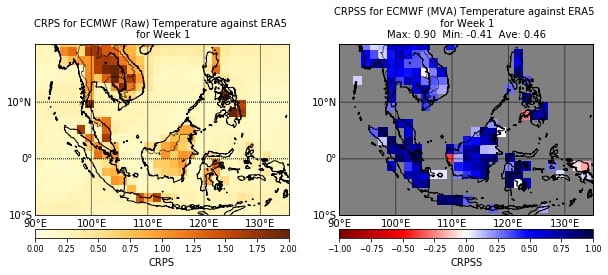 CRPS for ECMWF (Raw) Temperature against ERA5
for Week 1
10°N
0°
10°S
90°E 100°E 110°E 120°E 130°E
0.00 0.25 0.50 0.75 1.00 1.25 1.50 1.75 2.00
CRPS
CRPSS for ECMWF (MVA) Temperature against ERA5
for Week 1
Max: 0.90 Min: -0.41 Ave: 0.46
10°N
0°
10°S
90°E 100°E 110°E 120°E 130°E
−1.00 −0.75 −0.50 −0.25 0.00 0.25 0.50 0.75 1.00
CRPSS